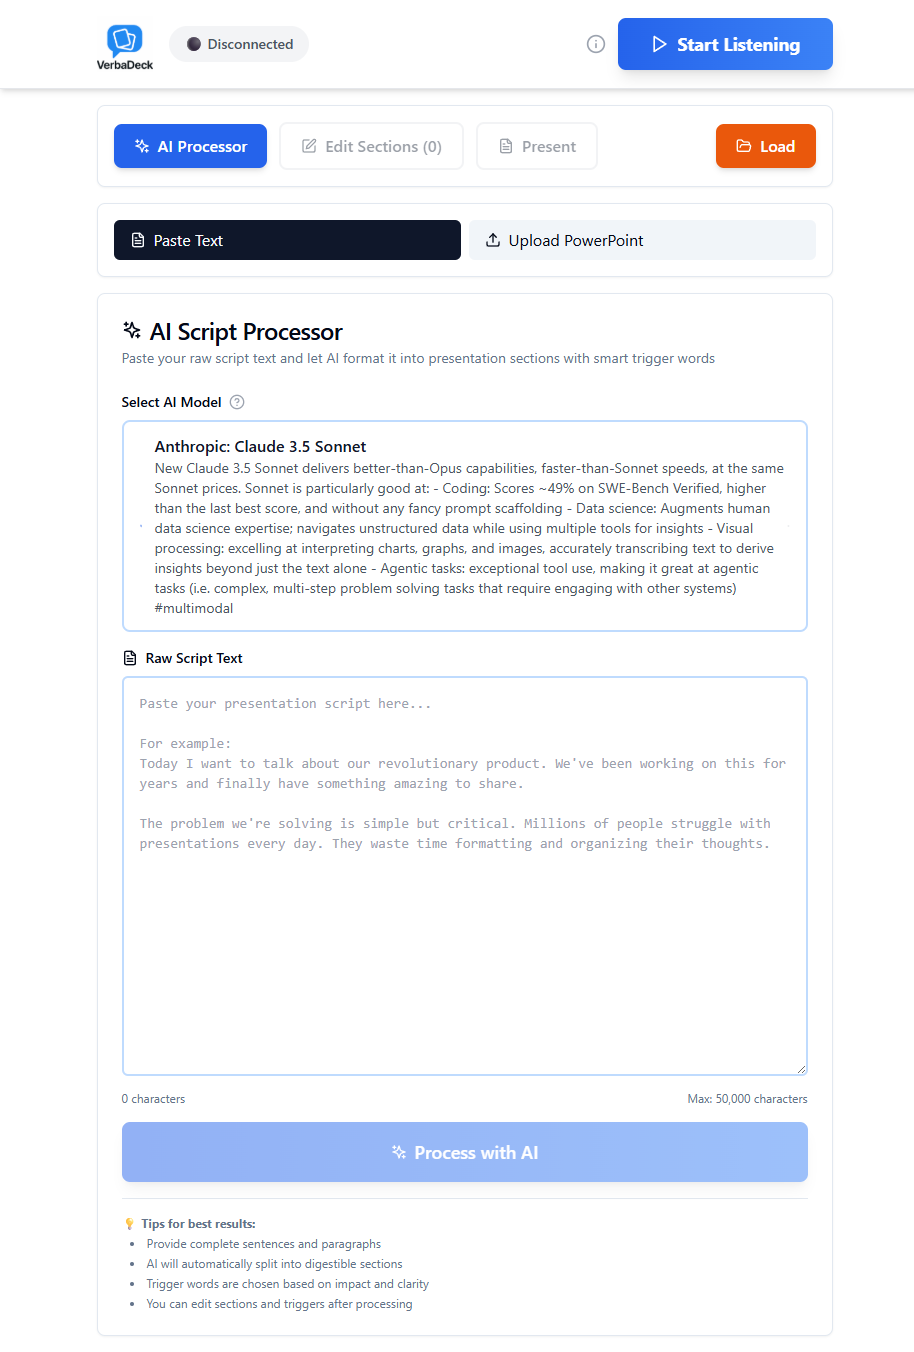 VerbaDeck
Disconnected
Start Listening
AI Processor
Edit Sections (0)
Present
Load
Paste Text
Upload PowerPoint
AI Script Processor
Paste your raw script text and let AI format it into presentation sections with smart trigger words
Select AI Model
Anthropic: Claude 3.5 Sonnet
New Claude 3.5 Sonnet delivers better-than-Opus capabilities, faster-than-Sonnet speeds, at the same
Sonnet prices. Sonnet is particularly good at: - Coding: Scores ~49% on SWE-Bench Verified, higher
than the last best score, and without any fancy prompt scaffolding - Data science: Augments human
data science expertise; navigates unstructured data while using multiple tools for insights - Visual
processing: excelling at interpreting charts, graphs, and images, accurately transcribing text to derive
insights beyond just the text alone - Agentic tasks: exceptional tool use, making it great at agentic
tasks (i.e. complex, multi-step problem solving tasks that require engaging with other systems)
#multimodal
Raw Script Text
Paste your presentation script here...
For example:
Today I want to talk about our revolutionary product. We've been working on this for
years and finally have something amazing to share.
The problem we're solving is simple but critical. Millions of people struggle with
presentations every day. They waste time formatting and organizing their thoughts.
0 characters
Max: 50,000 characters
Process with AI
Tips for best results:
• Provide complete sentences and paragraphs
• AI will automatically split into digestible sections
• Trigger words are chosen based on impact and clarity
• You can edit sections and triggers after processing